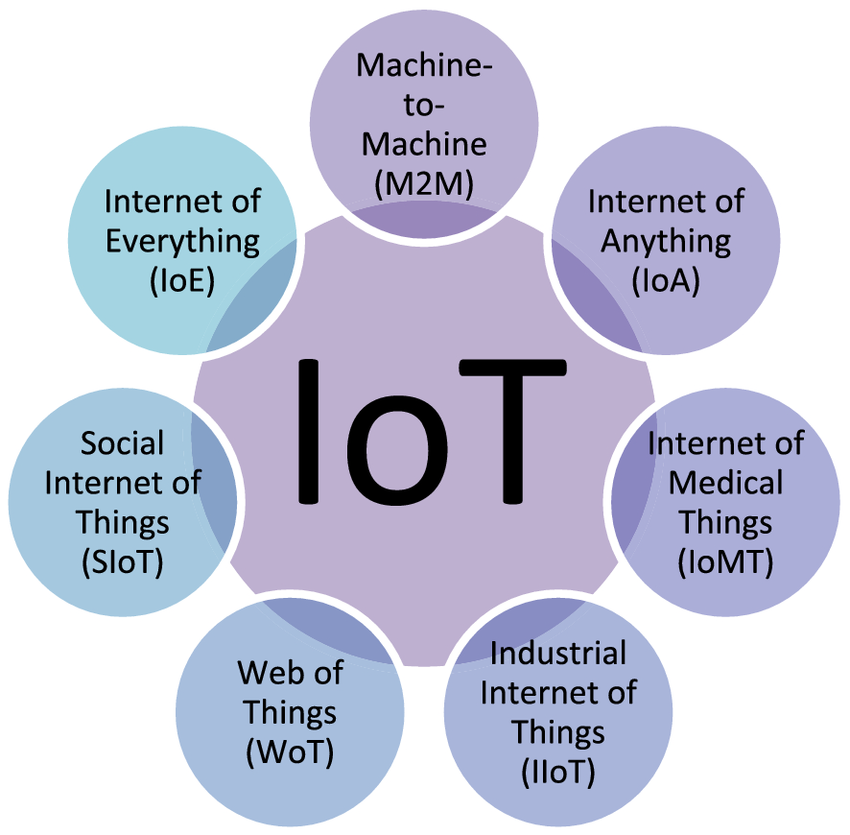 Machine-
to-
Machine
(M2M)
Internet of
Anything
(IoA)
Internet of
Medical
Things
(IoMT)
Industrial
Internet of
Things
(IIoT)
Web of
Things
(WoT)
Social
Internet of
Things
(SIoT)
Internet of
Everything
(IoE)
IoT